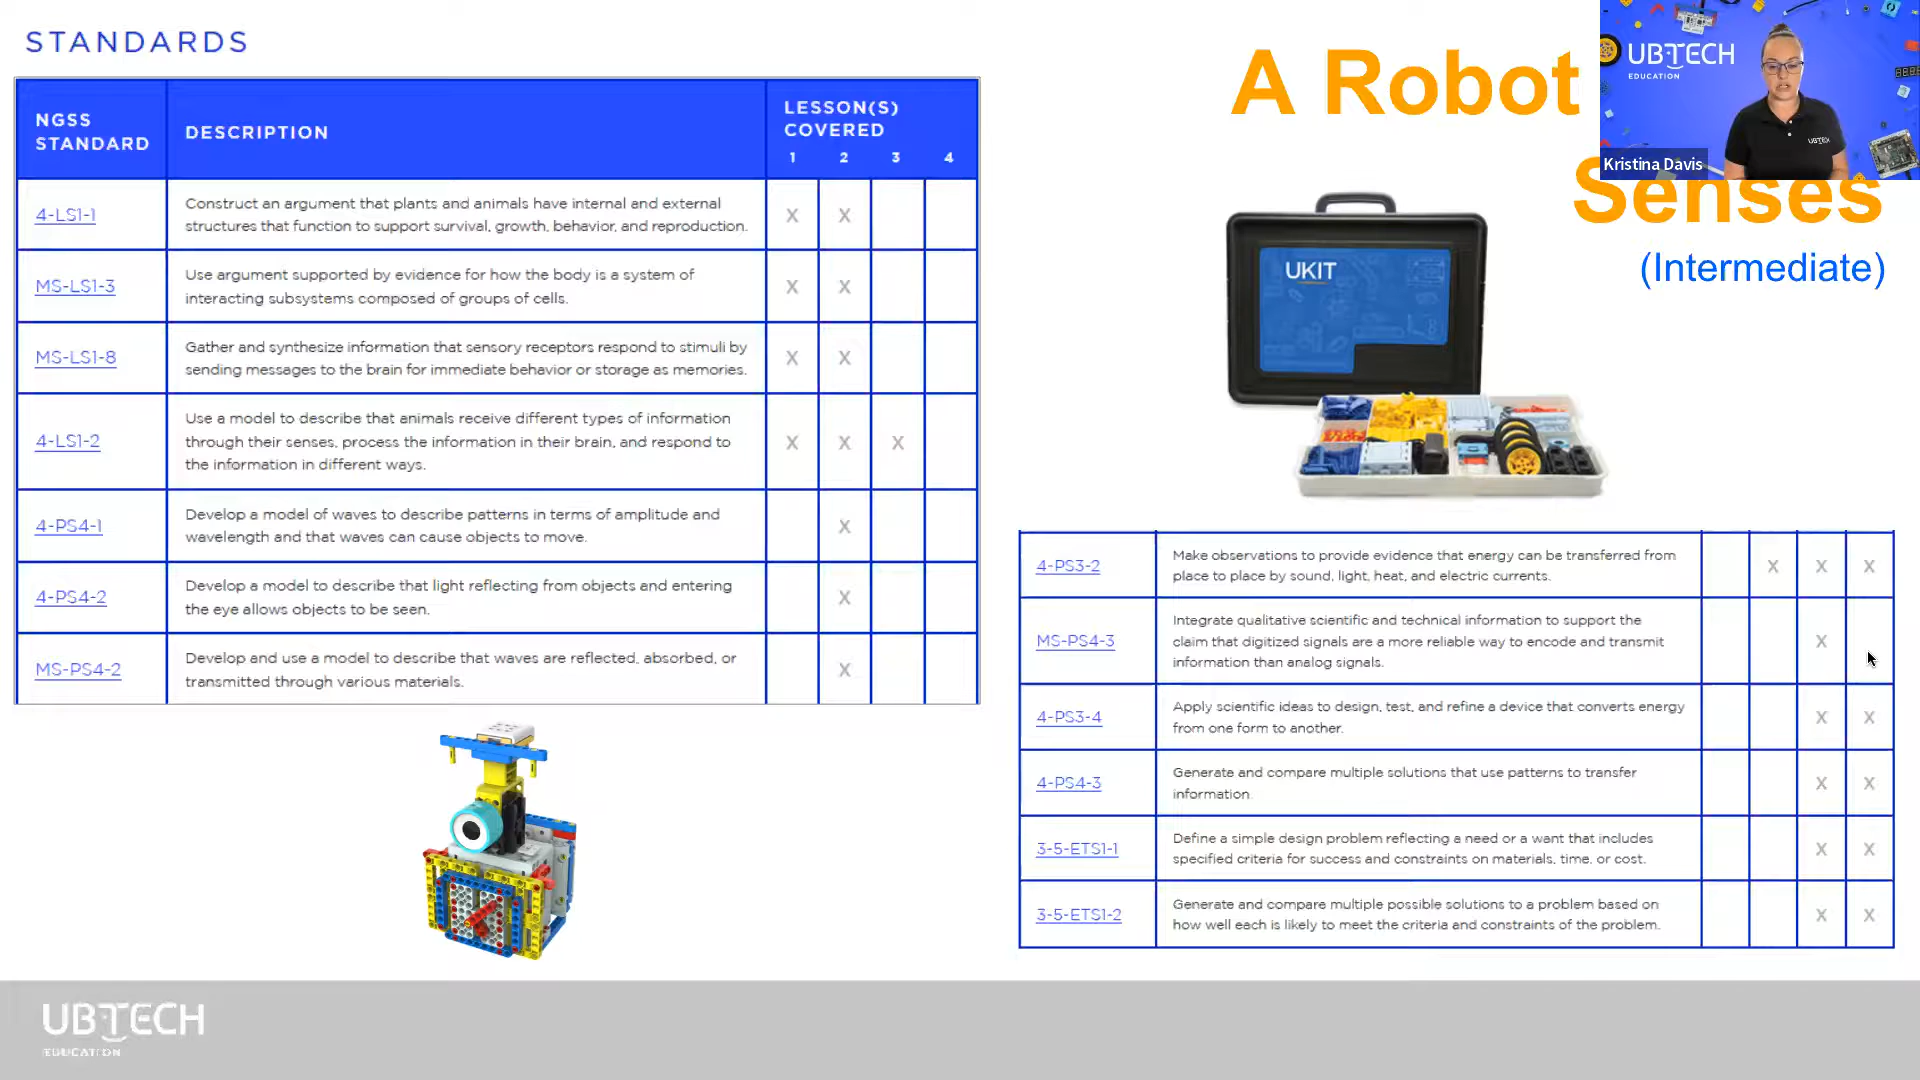 STANDARDS
NGSS
STANDARD
DESCRIPTION
LESSON(S)
COVERED
1 2 3 4
4-LS1-1
Construct an argument that plants and animals have internal and external
structures that function to support survival, growth, behavior, and reproduction.
X X
MS-LS1-3
Use argument supported by evidence for how the body is a system of
interacting subsystems composed of groups of cells.
X X
MS-LS1-8
Gather and synthesize information that sensory receptors respond to stimuli by
sending messages to the brain for immediate behavior or storage as memories.
X X
4-LS1-2
Use a model to describe that animals receive different types of information
through their senses, process the information in their brain, and respond to
the information in different ways.
X X X
4-PS4-1
Develop a model of waves to describe patterns in terms of amplitude and
wavelength and that waves can cause objects to move.
X
4-PS4-2
Develop a model to describe that light reflecting from objects and entering
the eye allows objects to be seen.
X
MS-PS4-2
Develop and use a model to describe that waves are reflected, absorbed, or
transmitted through various materials.
X
A Robot
Senses
(Intermediate)
UBTECH
EDUCATION
UBTECH
Kristina Davis
UKIT
4-PS3-2
Make observations to provide evidence that energy can be transferred from
place to place by sound, light, heat, and electric currents.
X X X
MS-PS4-3
Integrate qualitative scientific and technical information to support the
claim that digitized signals are a more reliable way to encode and transmit
information than analog signals.
X
4-PS3-4
Apply scientific ideas to design, test, and refine a device that converts energy
from one form to another.
X X
4-PS4-3
Generate and compare multiple solutions that use patterns to transfer
information.
X X
3-5-ETS1-1
Define a simple design problem reflecting a need or a want that includes
specified criteria for success and constraints on materials, time, or cost.
X X
3-5-ETS1-2
Generate and compare multiple possible solutions to a problem based on
how well each is likely to meet the criteria and constraints of the problem.
X X
UBTECH
EDUCATION